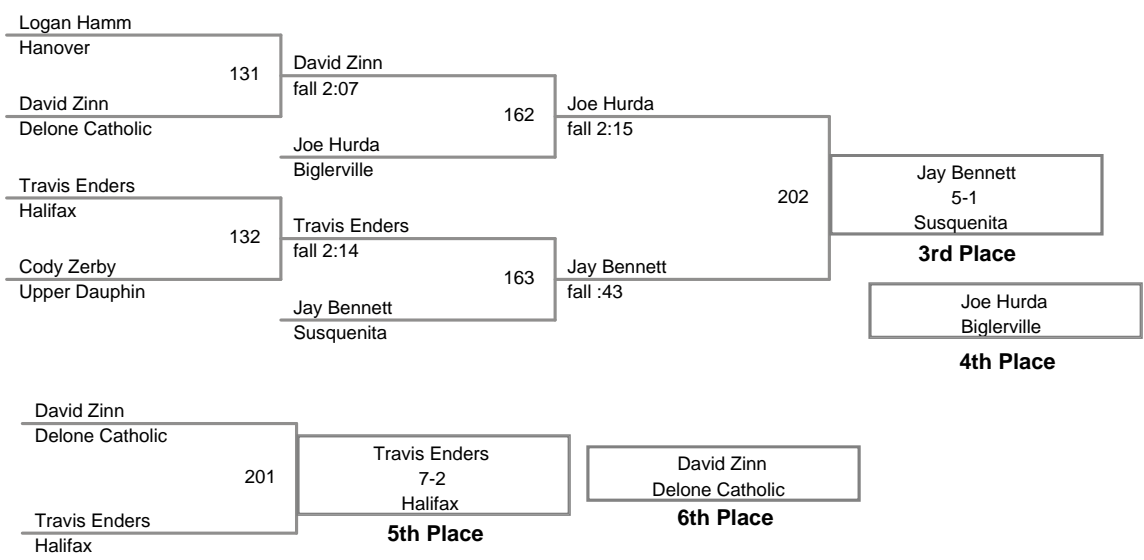 Logan Hamm
Hanover
131
David Zinn
fall 2:07
David Zinn
Delone Catholic
162
Joe Hurda
fall 2:15
Joe Hurda
Biglerville
Travis Enders
Halifax
202
Jay Bennett
5-1
Susquenita
3rd Place
132
Travis Enders
fall 2:14
Cody Zerby
Upper Dauphin
163
Jay Bennett
fall :43
Jay Bennett
Susquenita
Joe Hurda
Biglerville
4th Place
David Zinn
Delone Catholic
201
Travis Enders
7-2
Halifax
5th Place
David Zinn
Delone Catholic
6th Place
Travis Enders
Halifax